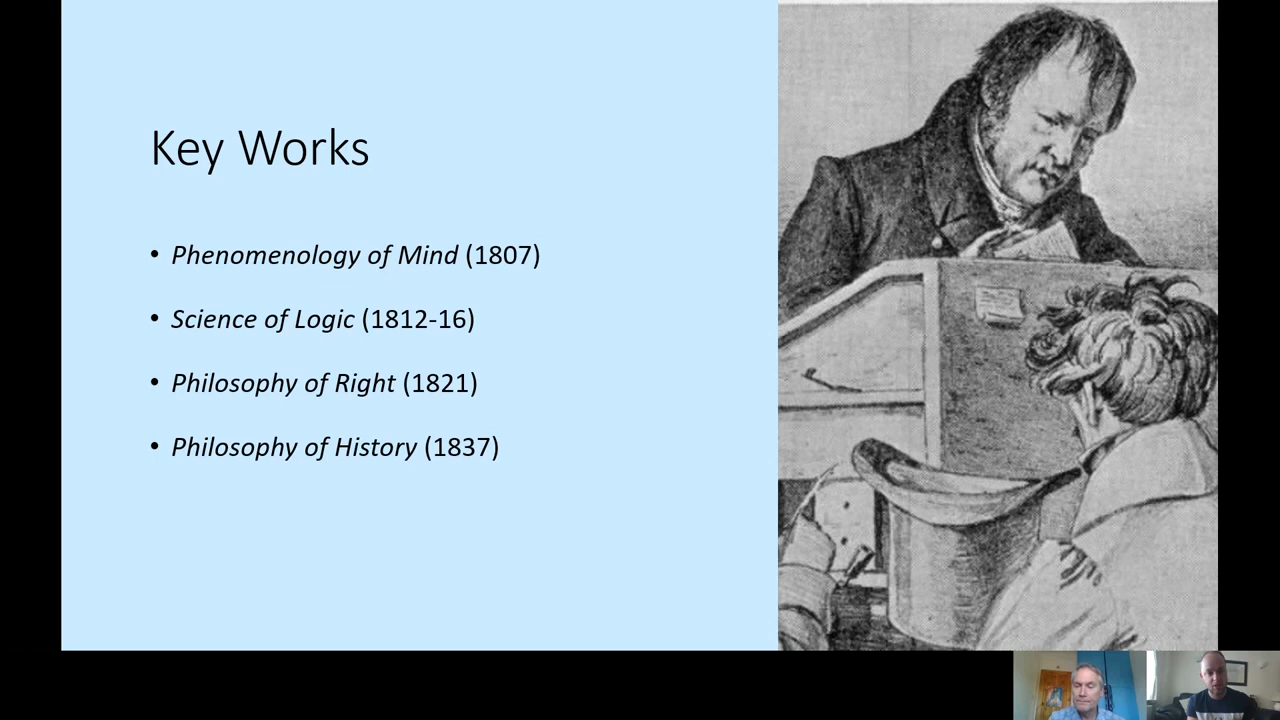 Key Works
• Phenomenology of Mind (1807)
• Science of Logic (1812-16)
• Philosophy of Right (1821)
• Philosophy of History (1837)